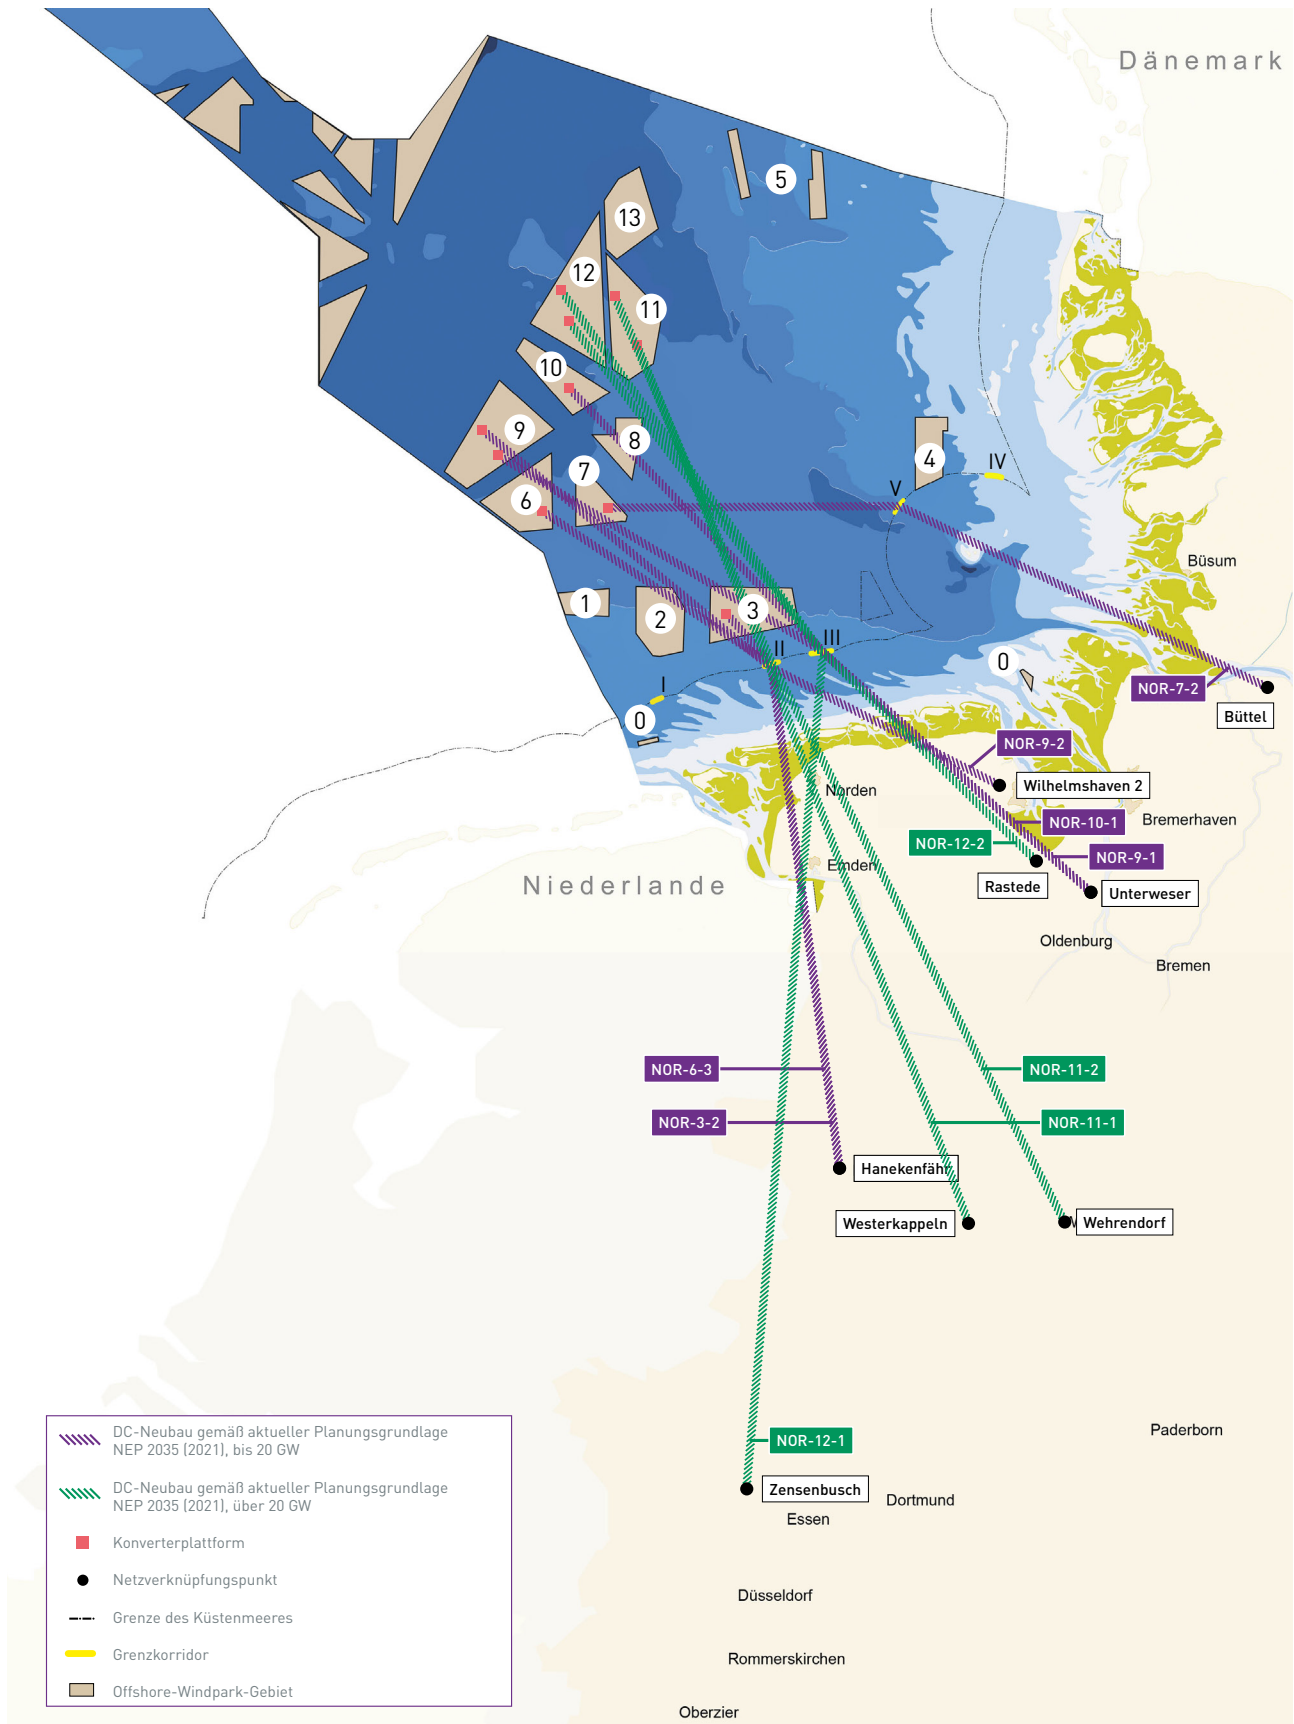 Dänemark
5
13
12
11
10
9
8
7
6
4
IV
V
Büsum
1
2
3
III
II
I
0
0
NOR-7-2
Büttel
NOR-9-2
Wilhelmshaven 2
Norden
NOR-10-1
Bremerhaven
NOR-12-2
NOR-9-1
Emden
Niederlande
Rastede
Unterweser
Oldenburg
Bremen
NOR-6-3
NOR-11-2
NOR-3-2
NOR-11-1
Hanekenfähr
Westerkappeln
Wehrendorf
Paderborn
NOR-12-1
Zensenbusch
Dortmund
Essen
Düsseldorf
Rommerskirchen
Oberzier
DC-Neubau gemäß aktueller Planungsgrundlage
NEP 2035 (2021), bis 20 GW
DC-Neubau gemäß aktueller Planungsgrundlage
NEP 2035 (2021), über 20 GW
Konverterplattform
Netzverknüpfungspunkt
Grenze des Küstenmeeres
Grenzkorridor
Offshore-Windpark-Gebiet